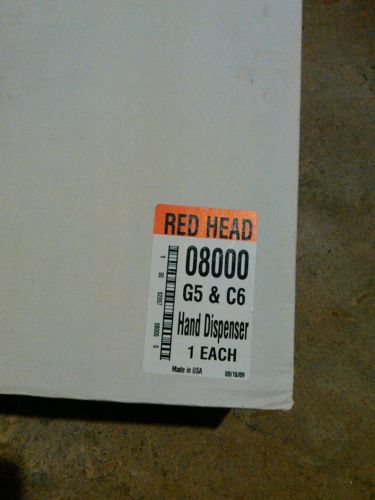 RED HEAD
08000
G5 & C6
Hand Dispenser
1 EACH
Made in USA 09/16/09